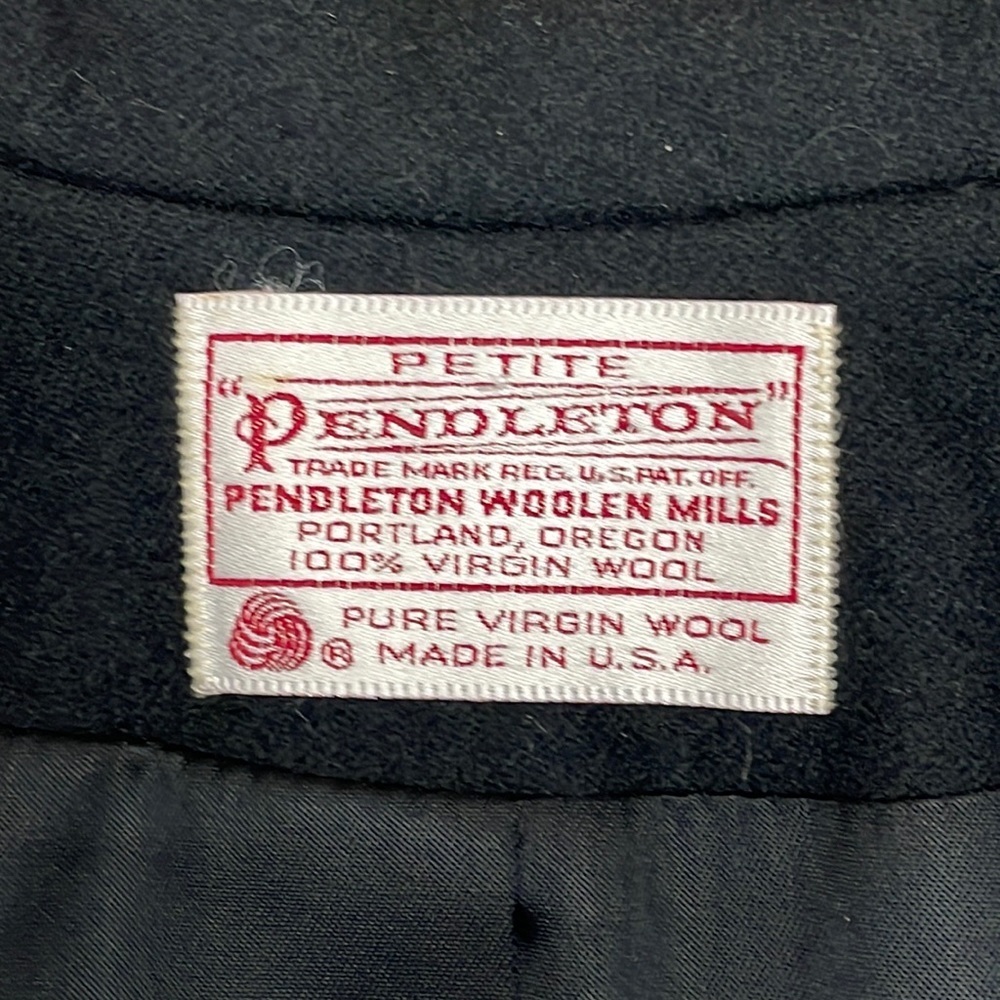 PETITE
"PENDLETON"
TRADE MARK REG. U.S. PAT. OFF.
PENDLETON WOOLEN MILLS
PORTLAND, OREGON
100% VIRGIN WOOL
PURE VIRGIN WOOL
® MADE IN U.S.A.